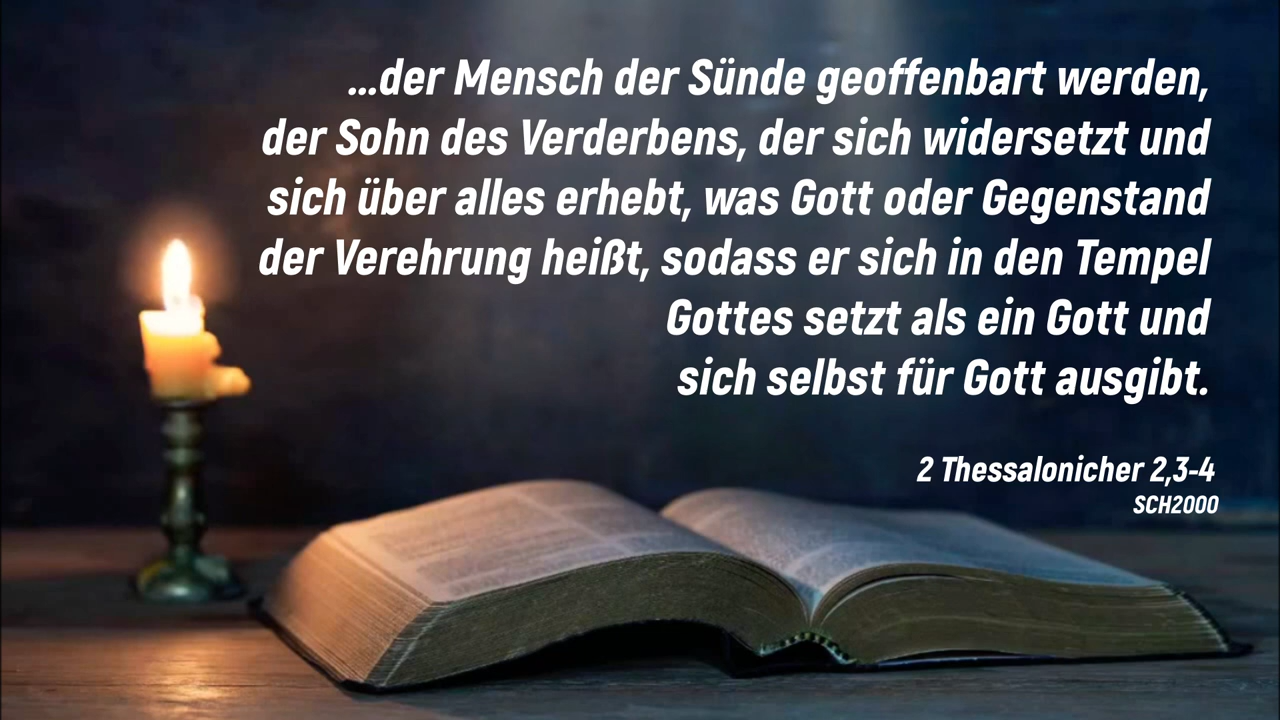 ...der Mensch der Sünde geoffenbart werden,
der Sohn des Verderbens, der sich widersetzt und
sich über alles erhebt, was Gott oder Gegenstand
der Verehrung heißt, sodass er sich in den Tempel
Gottes setzt als ein Gott und
sich selbst für Gott ausgibt.
2 Thessalonicher 2,3-4
SCH2000